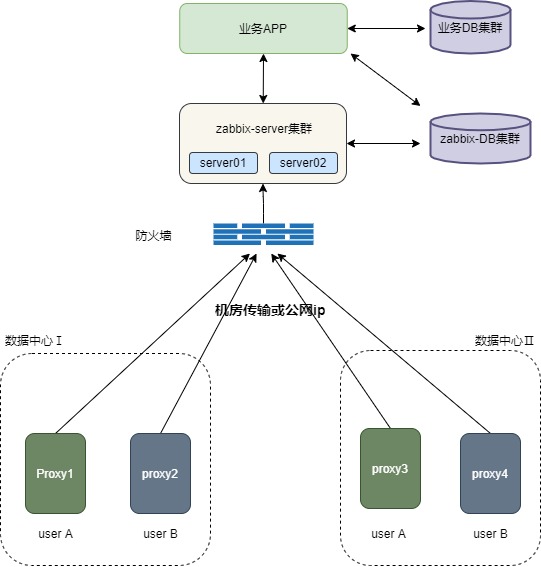 业务APP
业务DB集群
zabbix-server集群
server01
server02
zabbix-DB集群
防火墙
机房传输或公网ip
数据中心Ⅰ
数据中心Ⅱ
Proxy1
proxy2
proxy3
proxy4
user A
user B
user A
user B